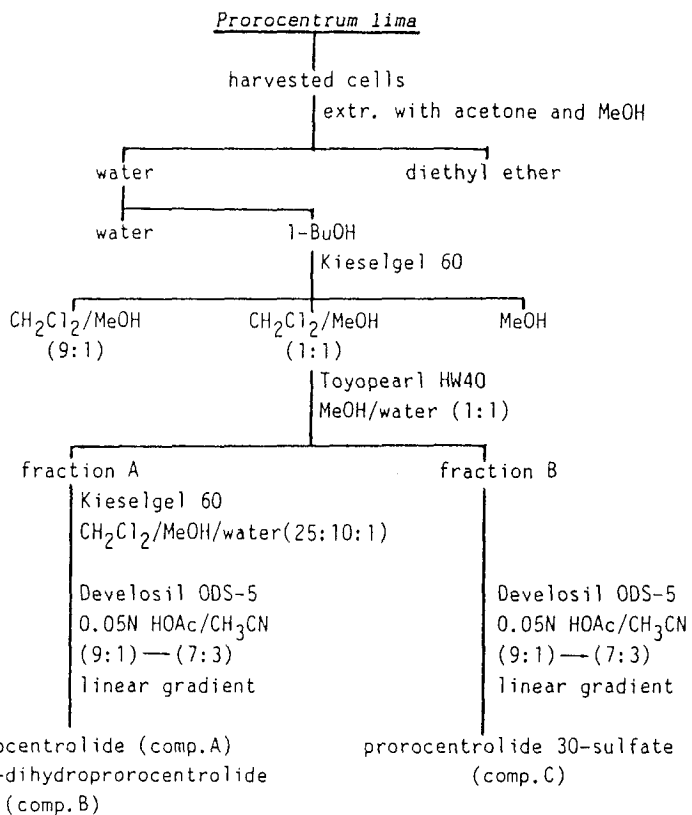 Prorocentrum lima
harvested cells
extr. with acetone and MeOH
water diethyl ether
water 1-BuOH
Kieselgel 60
CH₂Cl₂/MeOH CH₂Cl₂/MeOH MeOH
(9:1) (1:1)
Toyopearl HW40
MeOH/water (1:1)
fraction A fraction B
Kieselgel 60
CH₂Cl₂/MeOH/water(25:10:1)
Develosil ODS-5 Develosil ODS-5
0.05N HOAc/CH₃CN 0.05N HOAc/CH₃CN
(9:1)—(7:3) (9:1)—(7:3)
linear gradient linear gradient
ocentrolide (comp.A) prorocentrolide 30-sulfate
-dihydroprorocentrolide (comp.C)
(comp.B)